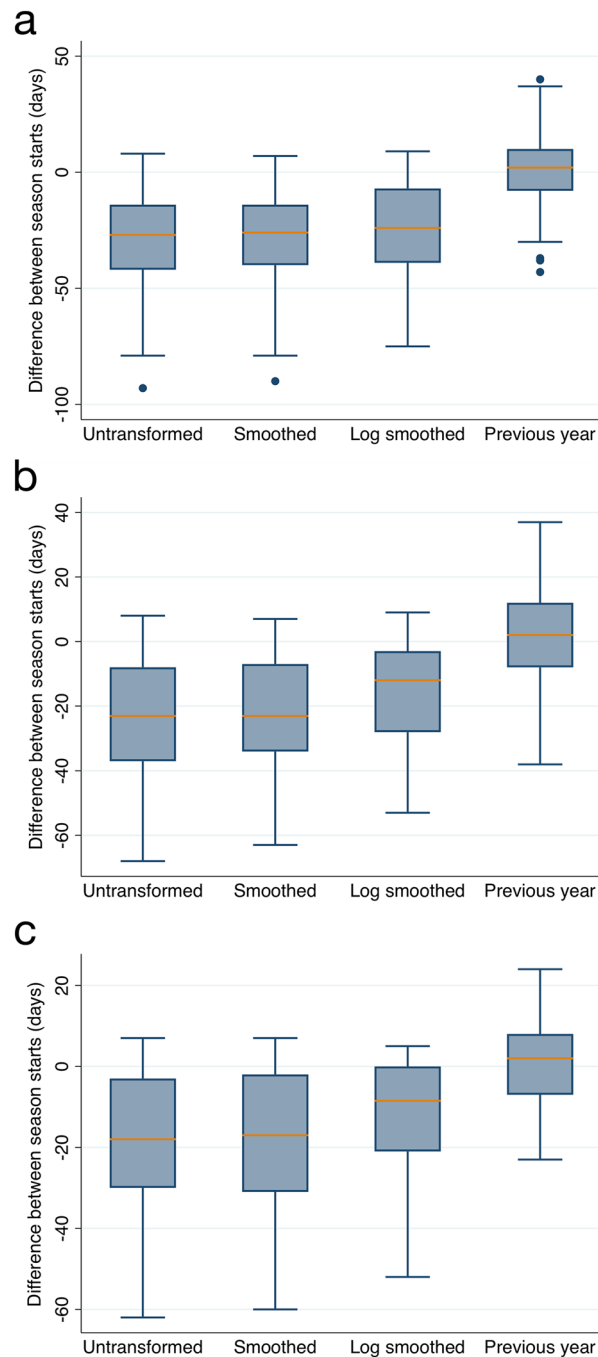 a
Difference between season starts (days)
50
0
-50
-100
Untransformed Smoothed Log smoothed Previous year
b
Difference between season starts (days)
40
20
0
-20
-40
-60
Untransformed Smoothed Log smoothed Previous year
c
Difference between season starts (days)
20
0
-20
-40
-60
Untransformed Smoothed Log smoothed Previous year